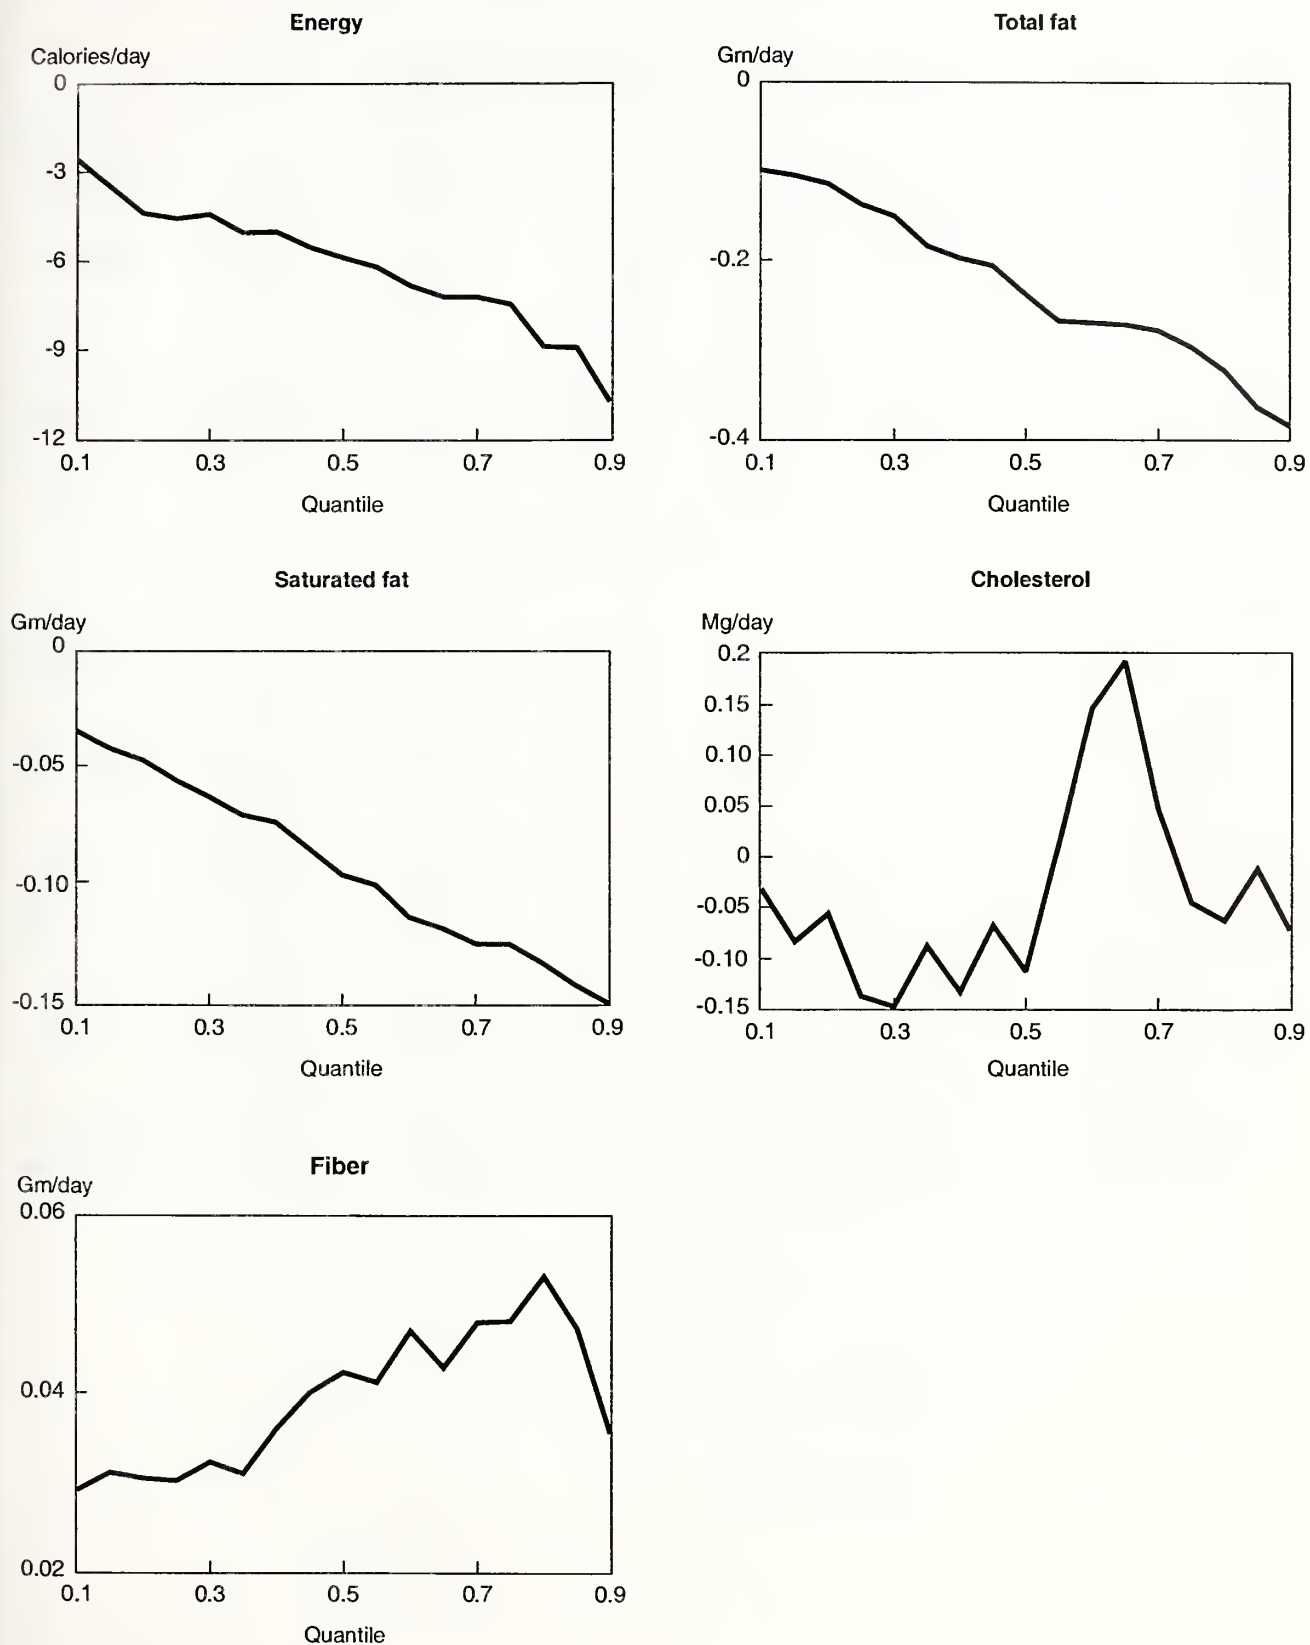 Energy
Calories/day
0
-3
-6
-9
-12
0.1 0.3 0.5 0.7 0.9
Quantile
Total fat
Gm/day
0
-0.2
-0.4
0.1 0.3 0.5 0.7 0.9
Quantile
Saturated fat
Gm/day
0
-0.05
-0.10
-0.15
0.1 0.3 0.5 0.7 0.9
Quantile
Cholesterol
Mg/day
0.2
0.15
0.10
0.05
0
-0.05
-0.10
-0.15
0.1 0.3 0.5 0.7 0.9
Quantile
Fiber
Gm/day
0.06
0.04
0.02
0.1 0.3 0.5 0.7 0.9
Quantile